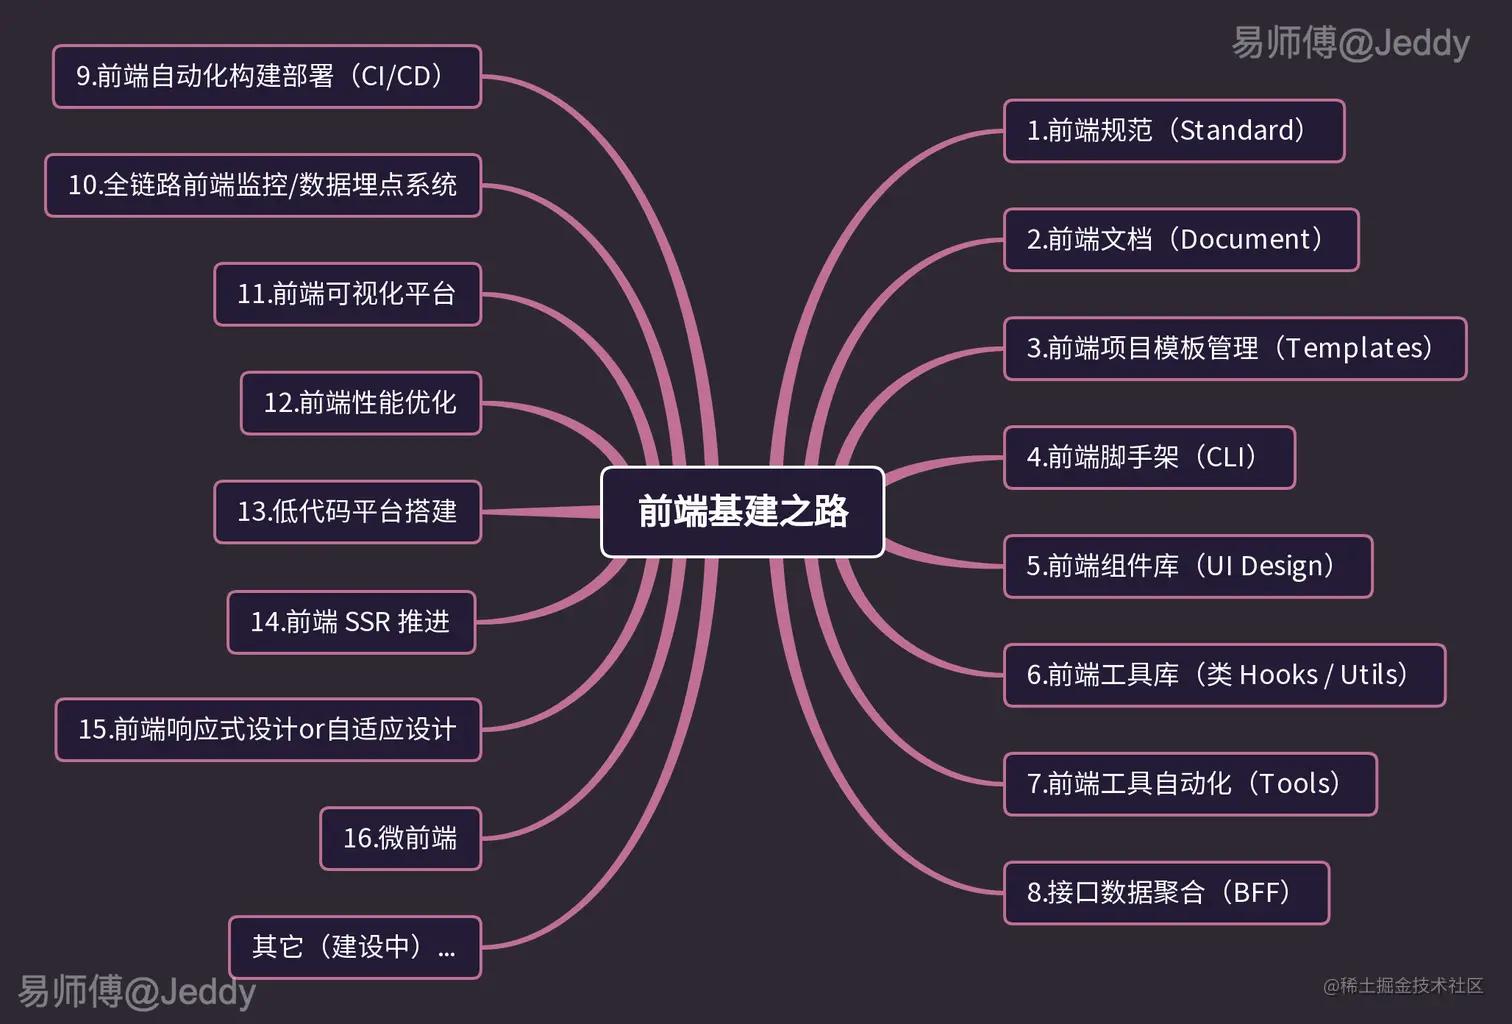 易师傅@Jeddy
前端基建之路
1.前端规范（Standard）
2.前端文档（Document）
3.前端项目模板管理（Templates）
4.前端脚手架（CLI）
5.前端组件库（UI Design）
6.前端工具库（类 Hooks / Utils）
7.前端工具自动化（Tools）
8.接口数据聚合（BFF）
9.前端自动化构建部署（CI/CD）
10.全链路前端监控/数据埋点系统
11.前端可视化平台
12.前端性能优化
13.低代码平台搭建
14.前端 SSR 推进
15.前端响应式设计or自适应设计
16.微前端
其它（建设中）...
易师傅@Jeddy
@稀土掘金技术社区